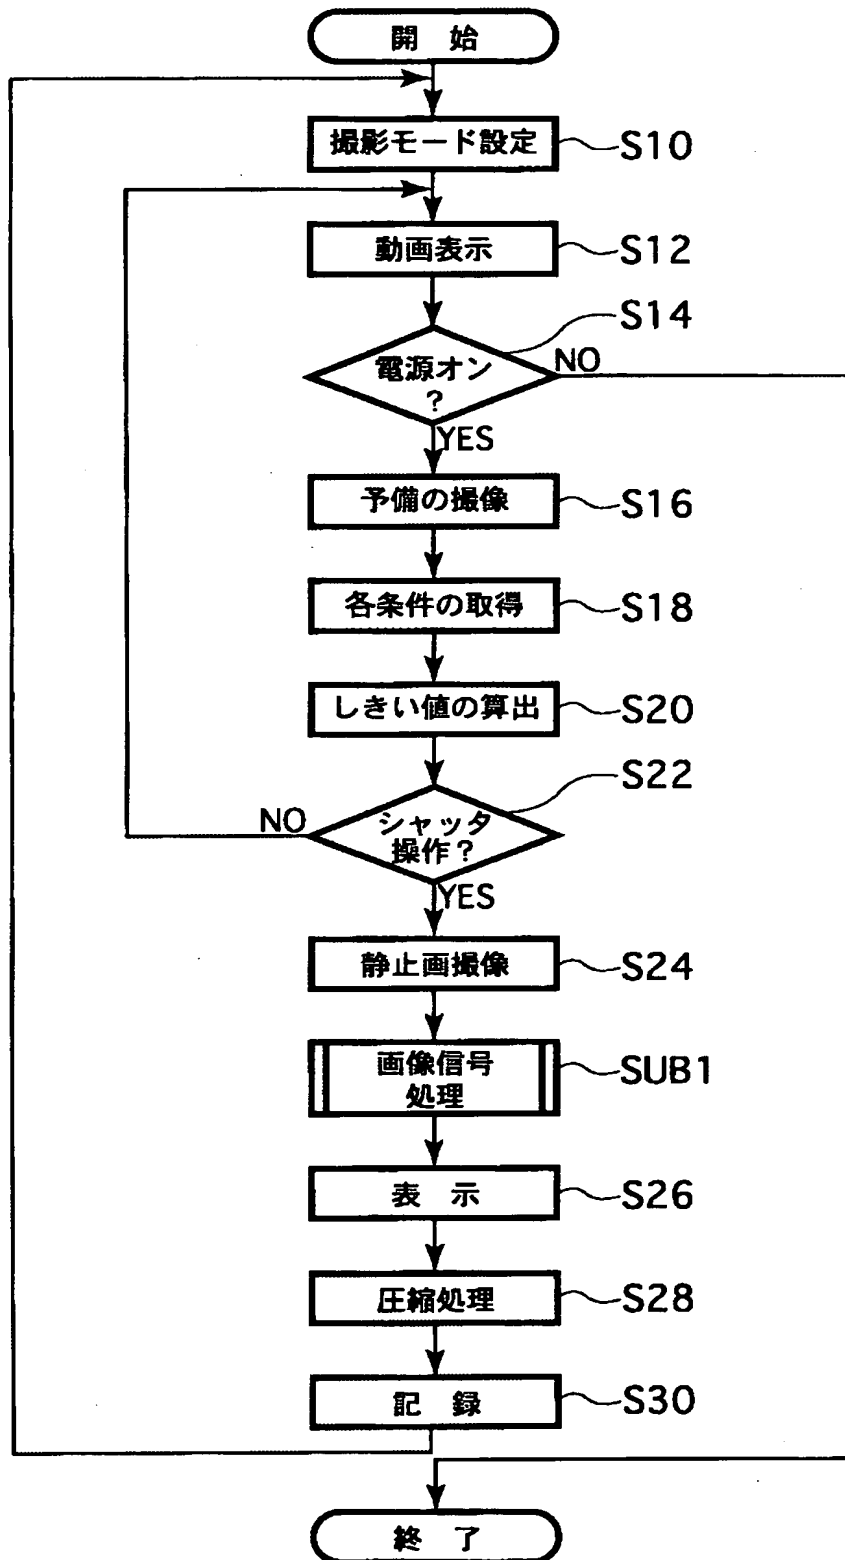 開 始
撮影モード設定 S10
動画表示 S12
S14
電源オン
?
NO
YES
予備の撮像 S16
各条件の取得 S18
しきい値の算出 S20
S22
NO
シャッタ
操作?
YES
静止画撮像 S24
画像信号
処理
SUB1
表 示 S26
圧縮処理 S28
記 録 S30
終 了